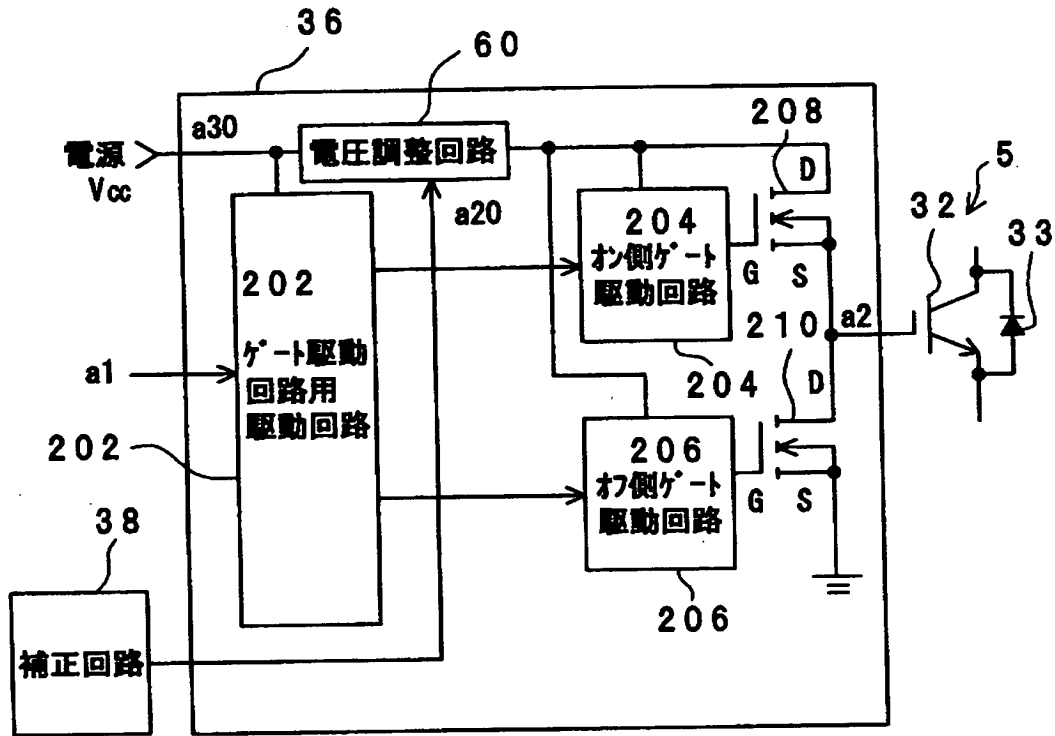 36
60
電源
Vcc
a30
電圧調整回路
a20
208
D
G
S
5
32
33
202
ゲート駆動
回路用
駆動回路
a1
202
204
オン側ゲート
駆動回路
204
210
a2
D
G
S
206
オフ側ゲート
駆動回路
206
38
補正回路